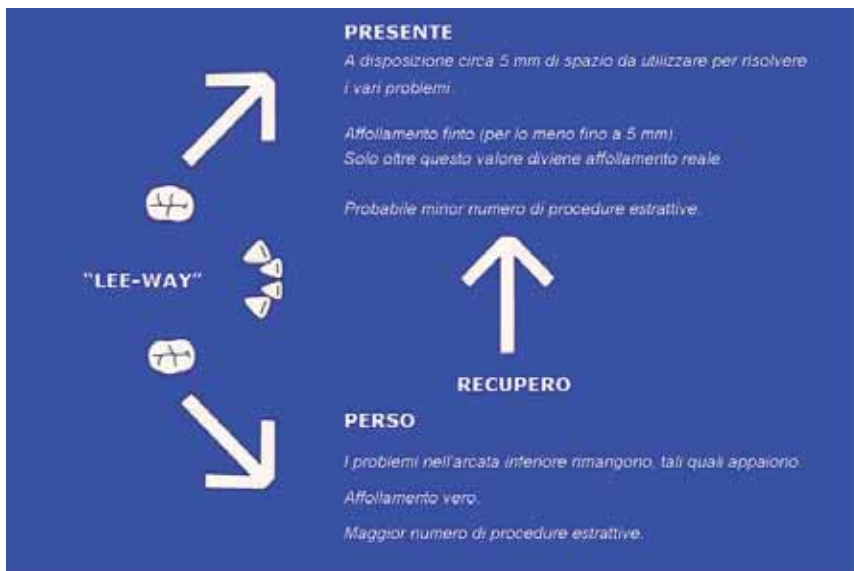 PRESENTE
A disposizione circa 5 mm di spazio da utilizzare per risolvere
i vari problemi.
Affollamento finto (per lo meno fino a 5 mm).
Solo oltre questo valore diviene affollamento reale.
Probabile minor numero di procedure estrattive.
"LEE-WAY"
RECUPERO
PERSO
I problemi nell'arcata inferiore rimangono, tali quali appaiono.
Affollamento vero.
Maggior numero di procedure estrattive.